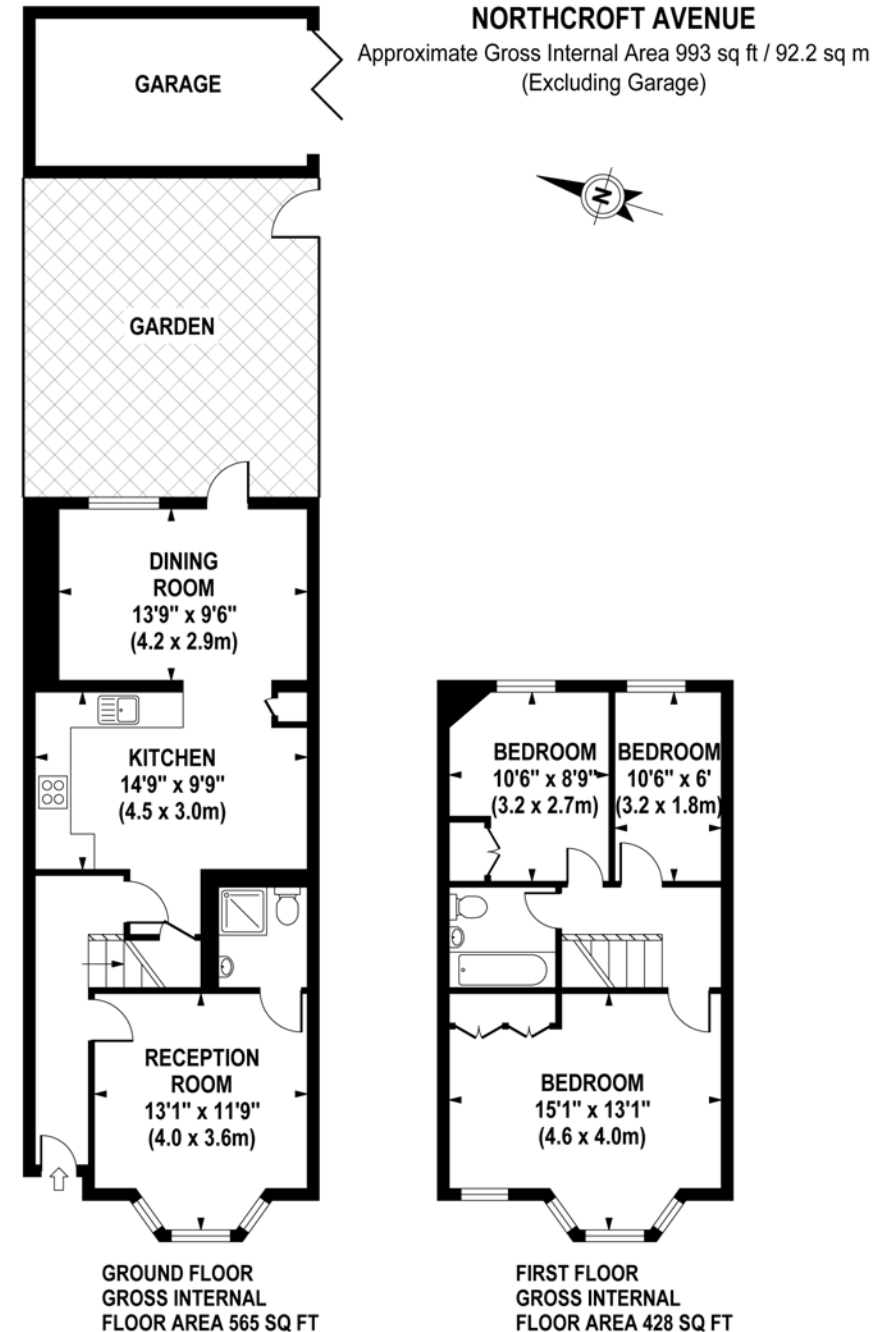 NORTHCROFT AVENUE
Approximate Gross Internal Area 993 sq ft / 92.2 sq m
(Excluding Garage)
N
GARAGE
GARDEN
DINING
ROOM
13'9" x 9'6"
(4.2 x 2.9m)
KITCHEN
14'9" x 9'9"
(4.5 x 3.0m)
RECEPTION
ROOM
13'1" x 11'9"
(4.0 x 3.6m)
GROUND FLOOR
GROSS INTERNAL
FLOOR AREA 565 SQ FT
BEDROOM
10'6" x 8'9"
(3.2 x 2.7m)
BEDROOM
10'6" x 6'
(3.2 x 1.8m)
BEDROOM
15'1" x 13'1"
(4.6 x 4.0m)
FIRST FLOOR
GROSS INTERNAL
FLOOR AREA 428 SQ FT